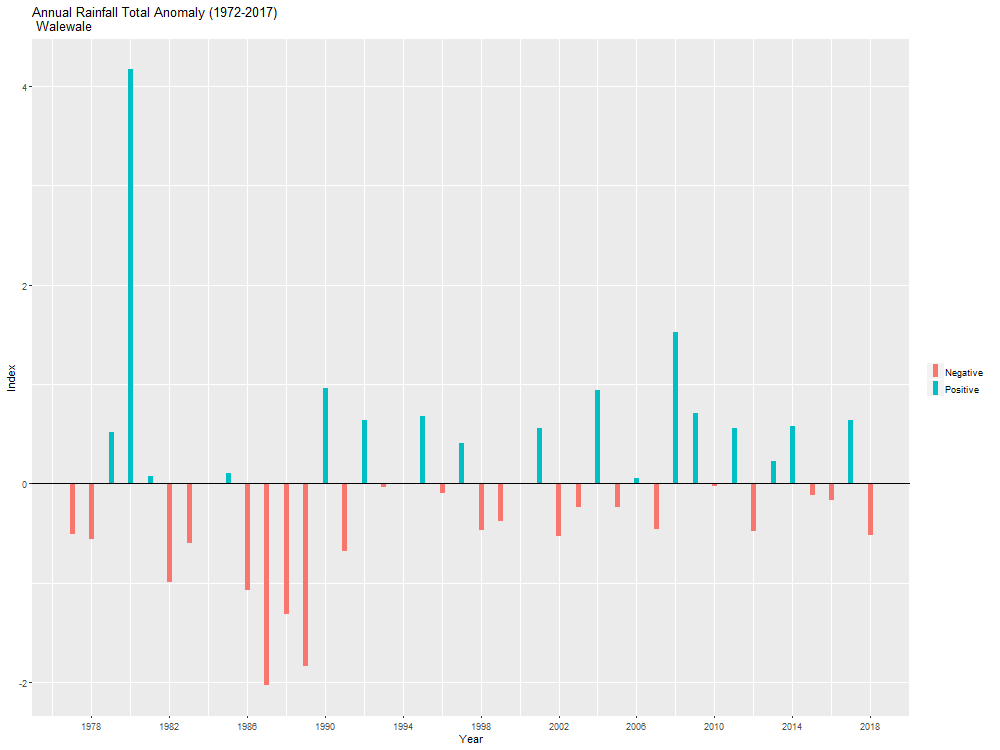 Annual Rainfall Total Anomaly (1972-2017)
Walewale
4
2
0
-2
Index
1978 1982 1986 1990 1994 1998 2002 2006 2010 2014 2018
Year
Negative
Positive